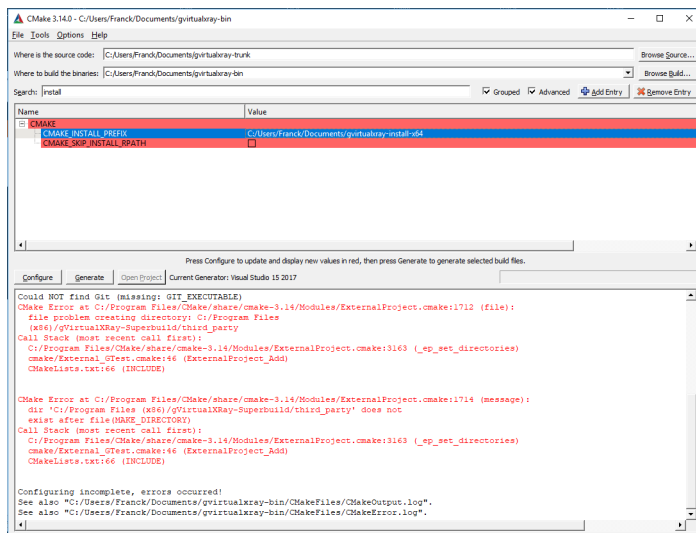 CMake 3.14.0 - C:/Users/Franck/Documents/gvirtualxray-bin
File Tools Options Help
Where is the source code: C:/Users/Franck/Documents/gvirtualxray-trunk Browse Source...
Where to build the binaries: C:/Users/Franck/Documents/gvirtualxray-bin Browse Build...
Search: install Grouped Advanced Add Entry Remove Entry
Name Value
CMAKE
CMAKE_INSTALL_PREFIX C:/Users/Franck/Documents/gvirtualxray-install-x64
CMAKE_SKIP_INSTALL_RPATH
Press Configure to update and display new values in red, then press Generate to generate selected build files.
Configure Generate Open Project Current Generator: Visual Studio 15 2017
Could NOT find Git (missing: GIT_EXECUTABLE)
CMake Error at C:/Program Files/CMake/share/cmake-3.14/Modules/ExternalProject.cmake:1712 (file):
file problem creating directory: C:/Program Files
(x86)/gVirtualXRay-Superbuild/third_party
Call Stack (most recent call first):
C:/Program Files/CMake/share/cmake-3.14/Modules/ExternalProject.cmake:3163 (_ep_set_directories)
cmake/External_GTest.cmake:46 (ExternalProject_Add)
CMakeLists.txt:66 (INCLUDE)
CMake Error at C:/Program Files/CMake/share/cmake-3.14/Modules/ExternalProject.cmake:1714 (message):
dir 'C:/Program Files (x86)/gVirtualXRay-Superbuild/third_party' does not
exist after file(MAKE_DIRECTORY)
Call Stack (most recent call first):
C:/Program Files/CMake/share/cmake-3.14/Modules/ExternalProject.cmake:3163 (_ep_set_directories)
cmake/External_GTest.cmake:46 (ExternalProject_Add)
CMakeLists.txt:66 (INCLUDE)
Configuring incomplete, errors occurred!
See also "C:/Users/Franck/Documents/gvirtualxray-bin/CMakeFiles/CMakeOutput.log".
See also "C:/Users/Franck/Documents/gvirtualxray-bin/CMakeFiles/CMakeError.log".